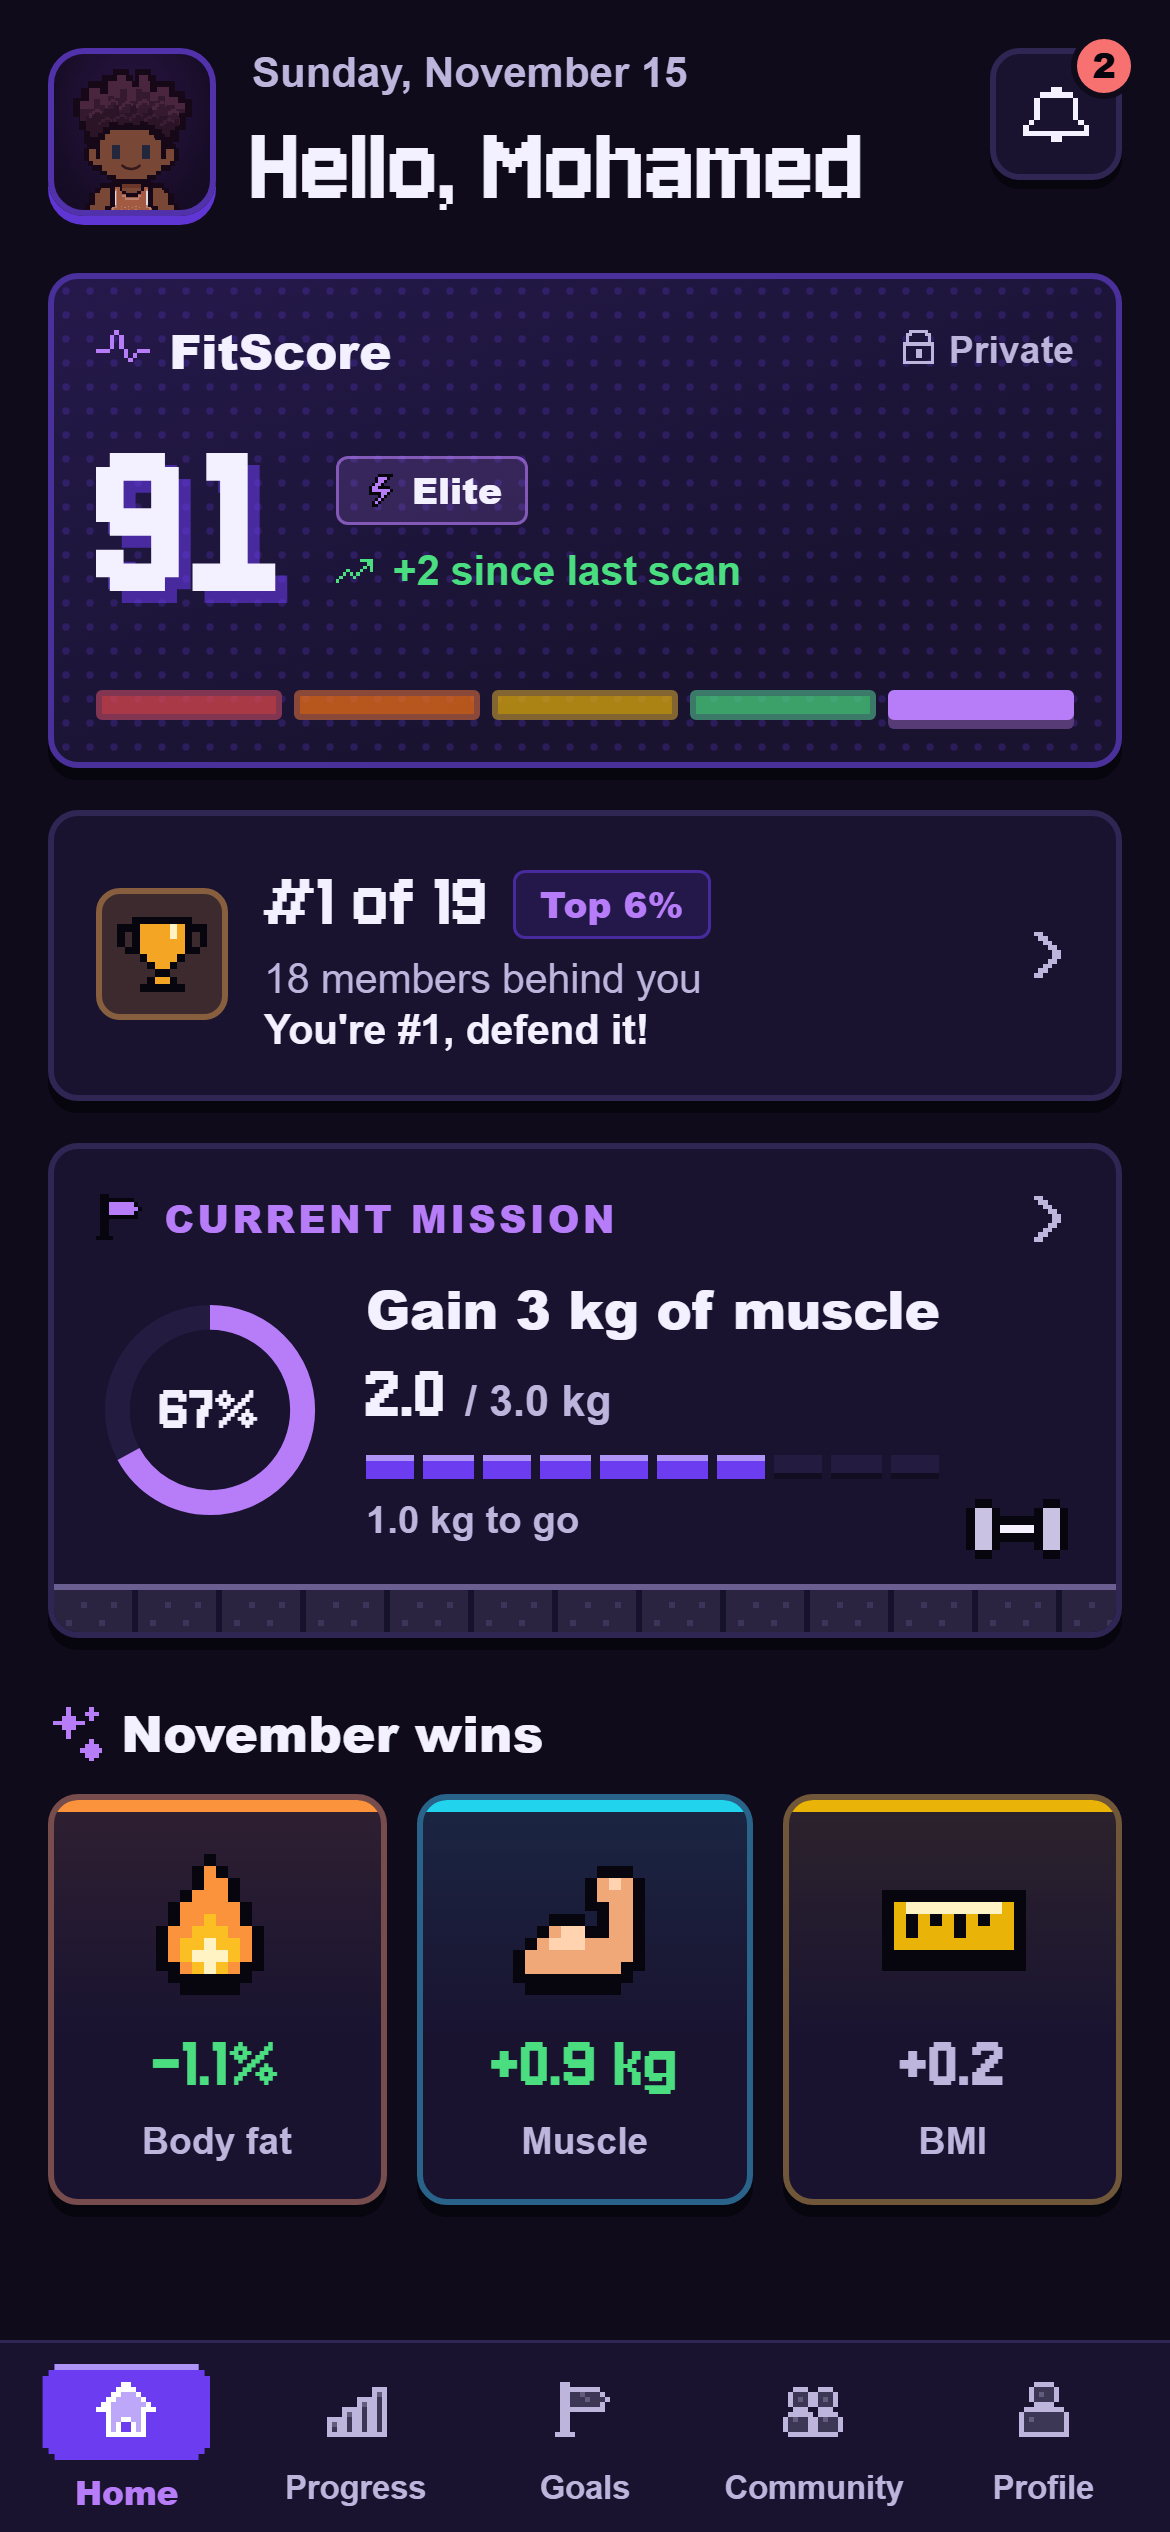 Sunday, November 15
2
Hello, Mohamed
FitScore
Private
91
Elite
+2 since last scan
#1 of 19
Top 6%
18 members behind you
You're #1, defend it!
CURRENT MISSION
Gain 3 kg of muscle
67%
2.0 / 3.0 kg
1.0 kg to go
November wins
-1.1%
Body fat
+0.9 kg
Muscle
+0.2
BMI
Home
Progress
Goals
Community
Profile